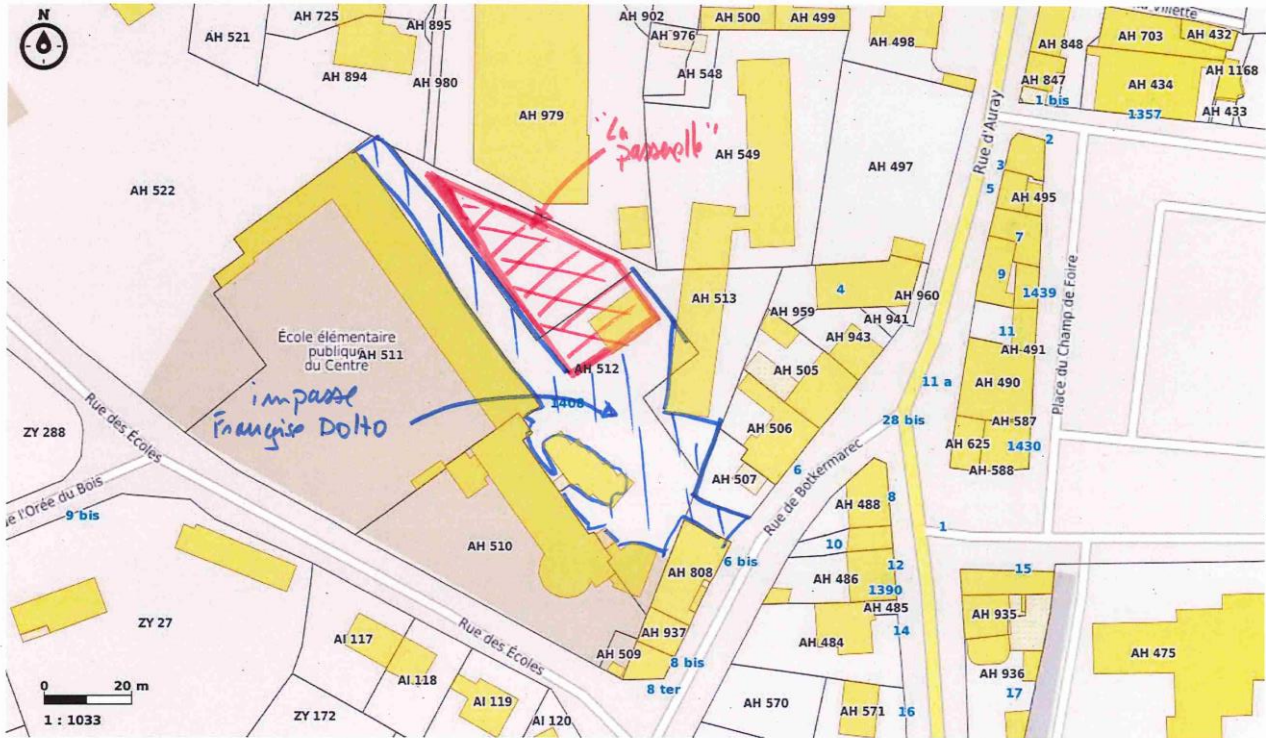 N
AH 725
AH 895
AH 902
AH 500
AH 499
la Villette
AH 521
AH 976
AH 498
AH 848
AH 703
AH 432
AH 894
AH 980
AH 548
AH 847
AH 434
AH 1168
1 bis
AH 433
1357
AH 979
"La
passerelle"
AH 549
AH 497
Rue d'Auray
2
3
5
AH 495
AH 522
7
9
1439
AH 513
4
AH 960
AH 959
AH 941
AH 943
11
AH 491
École élémentaire
publique
du Centre
AH 511
AH 512
AH 505
11 a
AH 490
Place du Champ de Foire
impasse
Françoise Dolto
1408
28 bis
AH 587
AH 506
AH 625
1430
AH 588
Rue des Écoles
ZY 288
6
AH 507
Rue de Botkermarec
AH 488
8
e l'Orée du Bois
9 bis
1
AH 510
10
6 bis
AH 808
12
15
AH 486
1390
AH 485
AH 935
ZY 27
AI 117
Rue des Écoles
AH 937
AH 484
14
AH 509
8 bis
AH 475
AI 118
AH 936
8 ter
17
0 20 m
1 : 1033
ZY 172
AI 119
AI 120
AH 570
AH 571
16